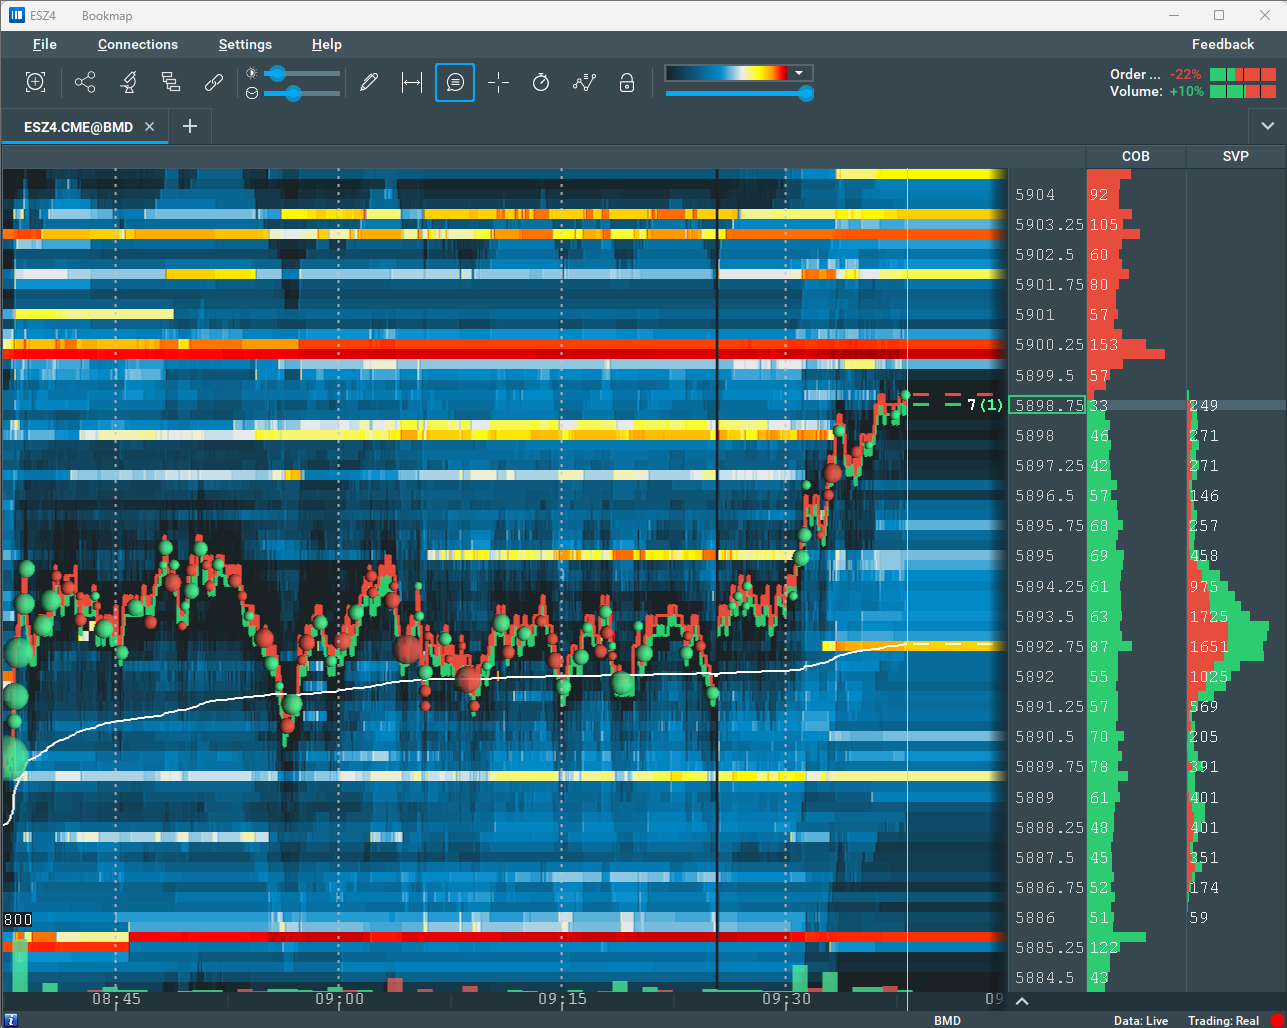 ESZ4 Bookmap
File Connections Settings Help Feedback
Order ... -22%
Volume: +10%
ESZ4.CME@BMD
COB SVP
5904 92
5903.25 105
5902.5 60
5901.75 80
5901 57
5900.25 153
5899.5 57
7 (1) 5898.75 33 249
5898 46 271
5897.25 42 271
5896.5 57 146
5895.75 68 257
5895 69 458
5894.25 61 975
5893.5 63 1725
5892.75 87 1651
5892 55 1025
5891.25 57 569
5890.5 70 205
5889.75 78 391
5889 61 401
5888.25 48 401
5887.5 45 351
5886.75 52 174
800 5886 51 59
5885.25 122
5884.5 43
08:45 09:00 09:15 09:30 09
BMD Data: Live Trading: Real